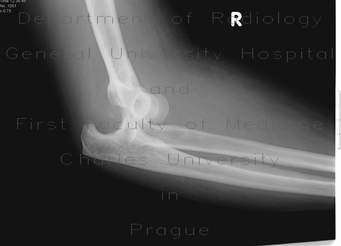 R
Department of Radiology
General University Hospital
and
First Faculty of Medicine
Charles University
in
Prague